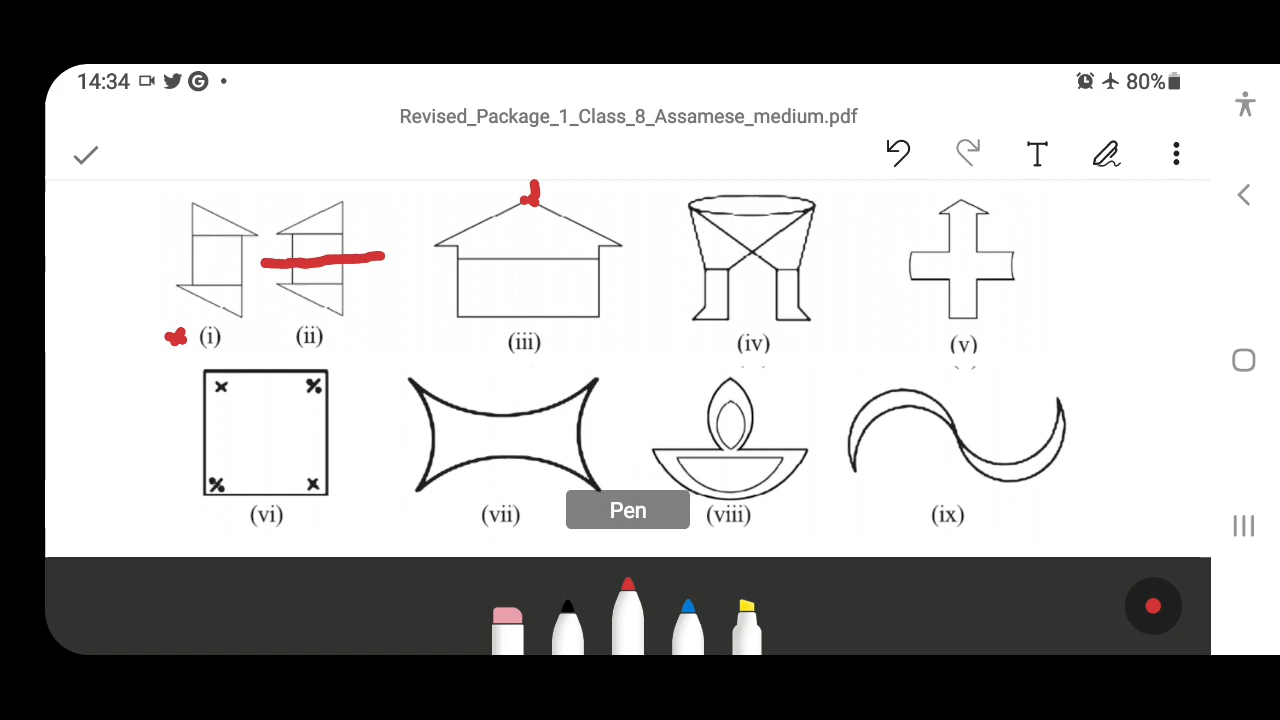 14:34
80%
Revised_Package_1_Class_8_Assamese_medium.pdf
T
(i) (ii) (iii) (iv) (v)
x %
% x
(vi) (vii) (viii) (ix)
Pen